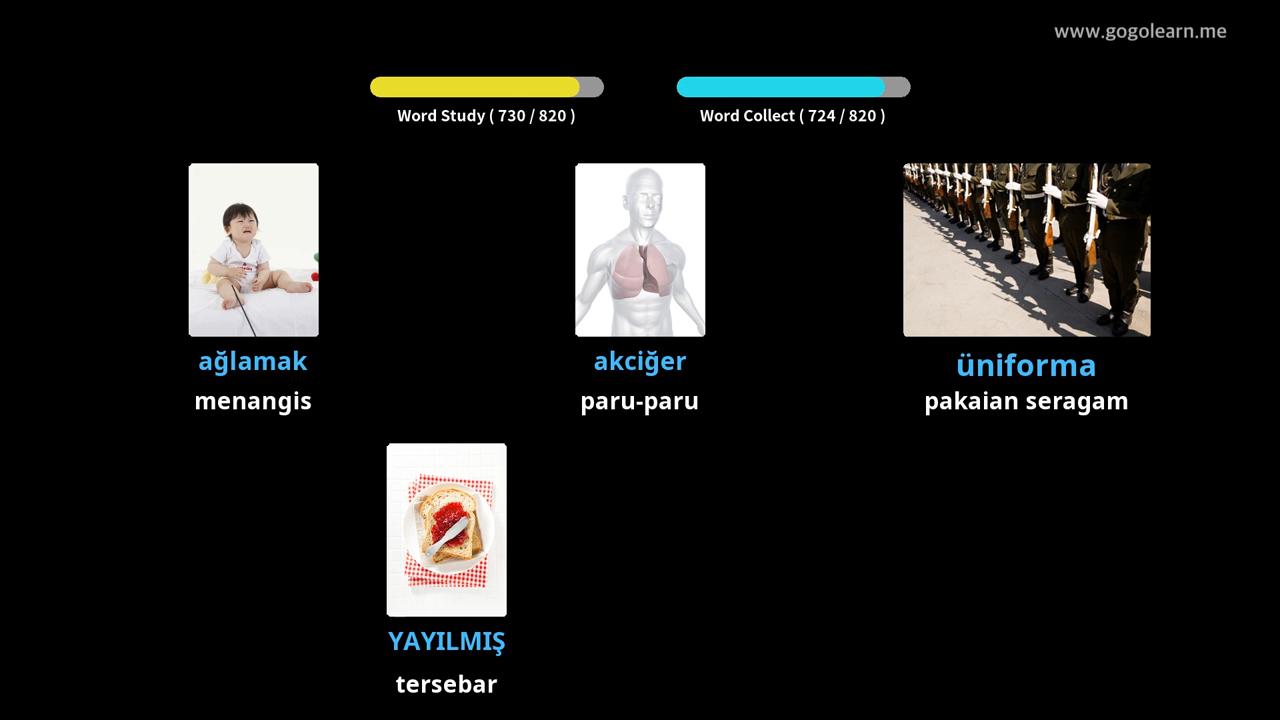 www.gogolearn.me
Word Study ( 730 / 820 )
Word Collect ( 724 / 820 )
ağlamak
menangis
akciğer
paru-paru
üniforma
pakaian seragam
YAYILMIŞ
tersebar